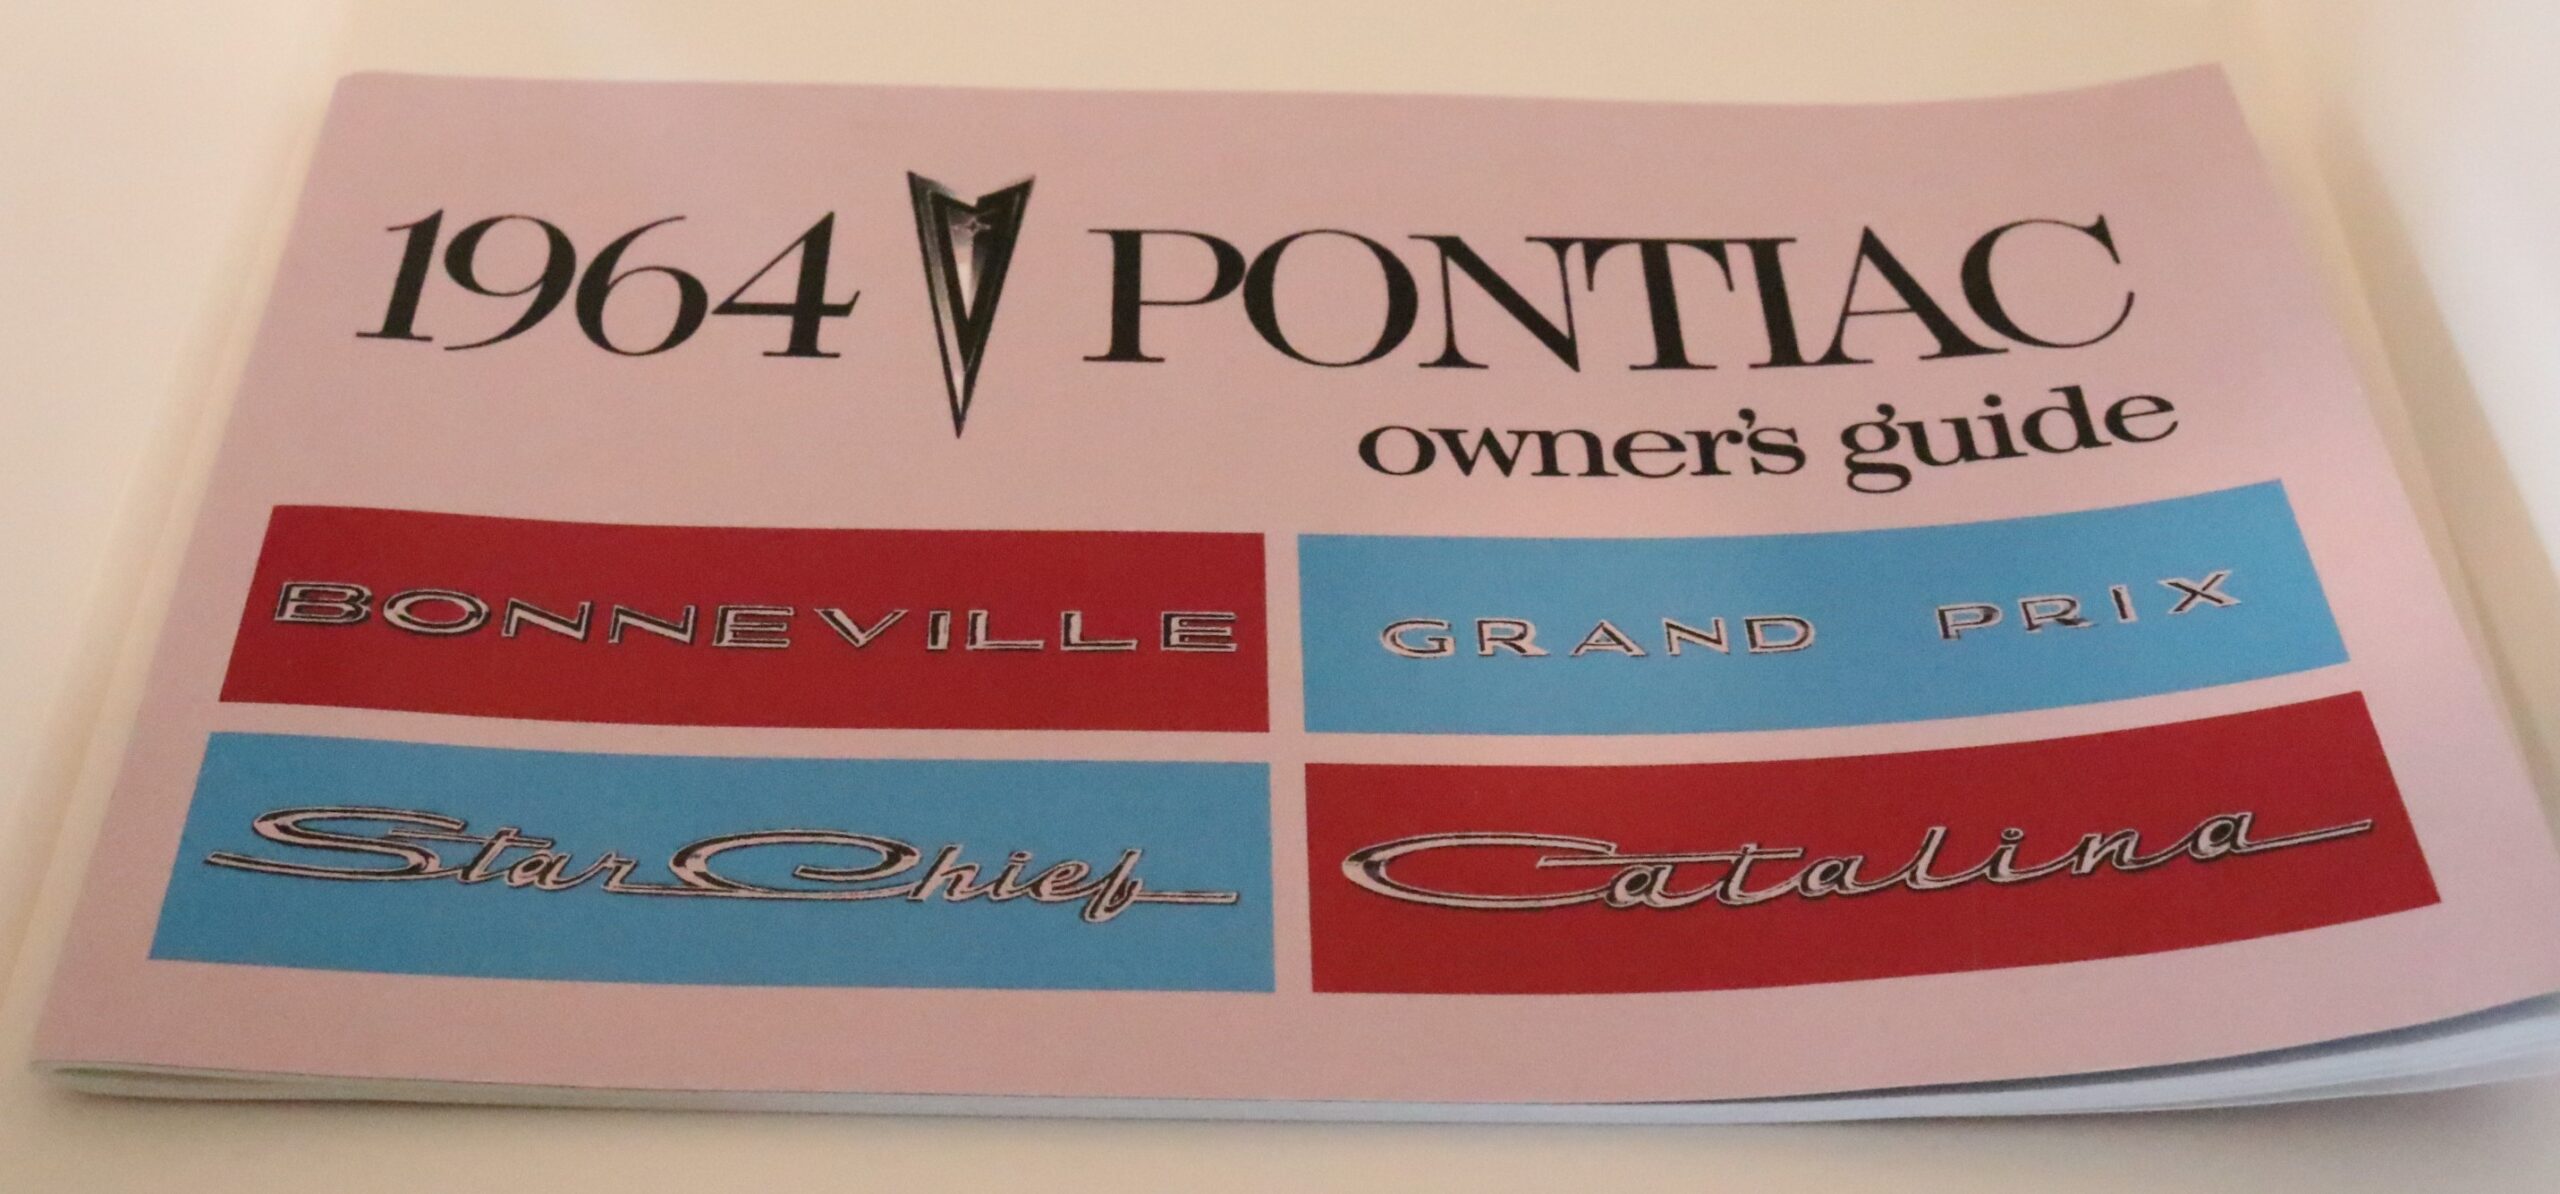 1964 PONTIAC
owner's guide
BONNEVILLE GRAND PRIX
Star Chief Catalina